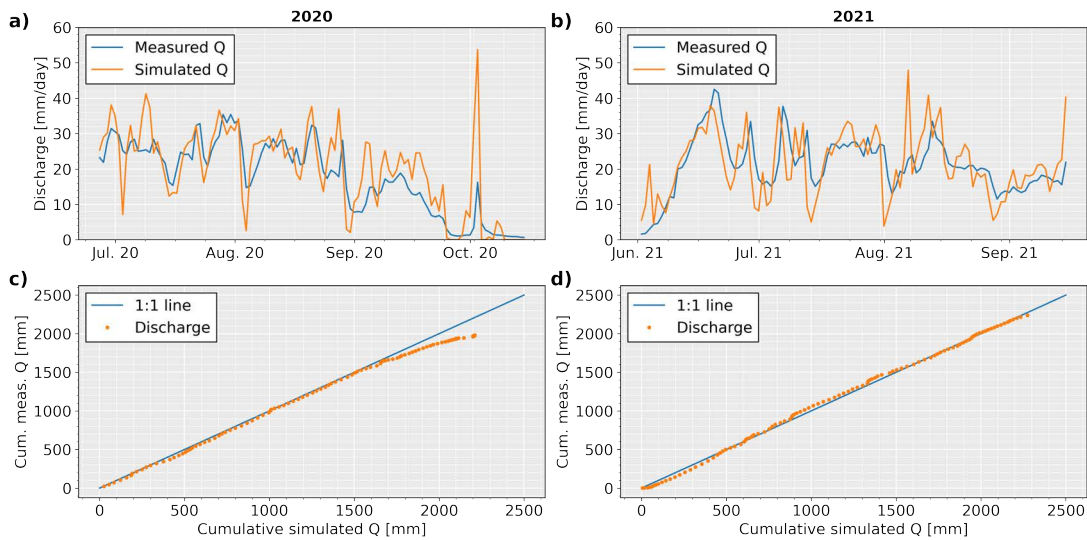 a)
2020
Discharge [mm/day]
60
50
40
30
20
10
0
Measured Q
Simulated Q
Jul. 20
Aug. 20
Sep. 20
Oct. 20
b)
2021
Discharge [mm/day]
60
50
40
30
20
10
0
Measured Q
Simulated Q
Jun. 21
Jul. 21
Aug. 21
Sep. 21
c)
Cum. meas. Q [mm]
2500
2000
1500
1000
500
0
1:1 line
Discharge
0
500
1000
1500
2000
2500
Cumulative simulated Q [mm]
d)
Cum. meas. Q [mm]
2500
2000
1500
1000
500
0
1:1 line
Discharge
0
500
1000
1500
2000
2500
Cumulative simulated Q [mm]